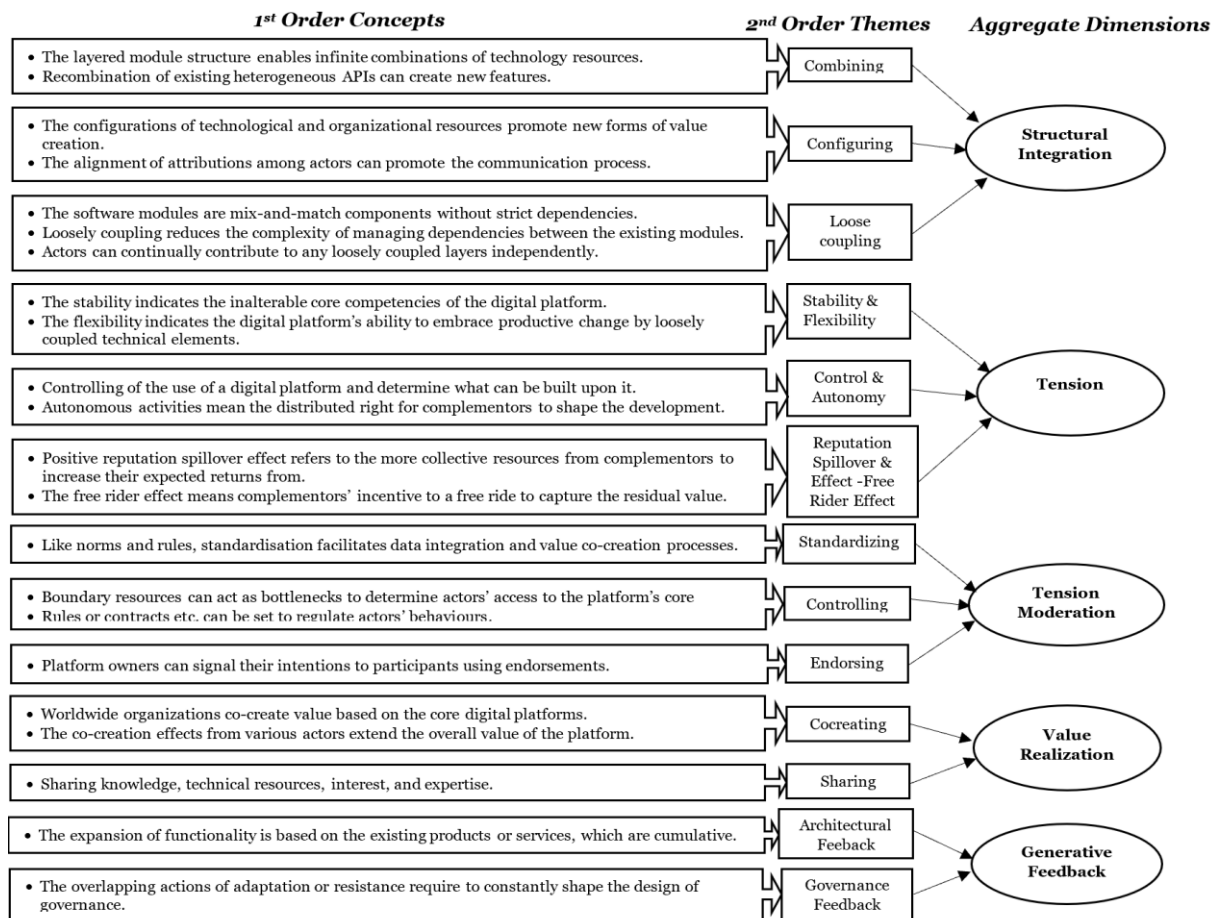 1st Order Concepts
2nd Order Themes
Aggregate Dimensions
• The layered module structure enables infinite combinations of technology resources.
• Recombination of existing heterogeneous APIs can create new features.
Combining
• The configurations of technological and organizational resources promote new forms of value
creation.
• The alignment of attributions among actors can promote the communication process.
Configuring
Structural
Integration
• The software modules are mix-and-match components without strict dependencies.
• Loosely coupling reduces the complexity of managing dependencies between the existing modules.
• Actors can continually contribute to any loosely coupled layers independently.
Loose
coupling
• The stability indicates the inalterable core competencies of the digital platform.
• The flexibility indicates the digital platform's ability to embrace productive change by loosely
coupled technical elements.
Stability &
Flexibility
• Controlling of the use of a digital platform and determine what can be built upon it.
• Autonomous activities mean the distributed right for complementors to shape the development.
Control &
Autonomy
Tension
• Positive reputation spillover effect refers to the more collective resources from complementors to
increase their expected returns from.
• The free rider effect means complementors' incentive to a free ride to capture the residual value.
Reputation
Spillover &
Effect -Free
Rider Effect
• Like norms and rules, standardisation facilitates data integration and value co-creation processes.
Standardizing
• Boundary resources can act as bottlenecks to determine actors' access to the platform's core
• Rules or contracts etc. can be set to regulate actors' behaviours.
Controlling
Tension
Moderation
• Platform owners can signal their intentions to participants using endorsements.
Endorsing
• Worldwide organizations co-create value based on the core digital platforms.
• The co-creation effects from various actors extend the overall value of the platform.
Cocreating
Value
Realization
• Sharing knowledge, technical resources, interest, and expertise.
Sharing
• The expansion of functionality is based on the existing products or services, which are cumulative.
Architectural
Feeback
Generative
Feedback
• The overlapping actions of adaptation or resistance require to constantly shape the design of
governance.
Governance
Feedback